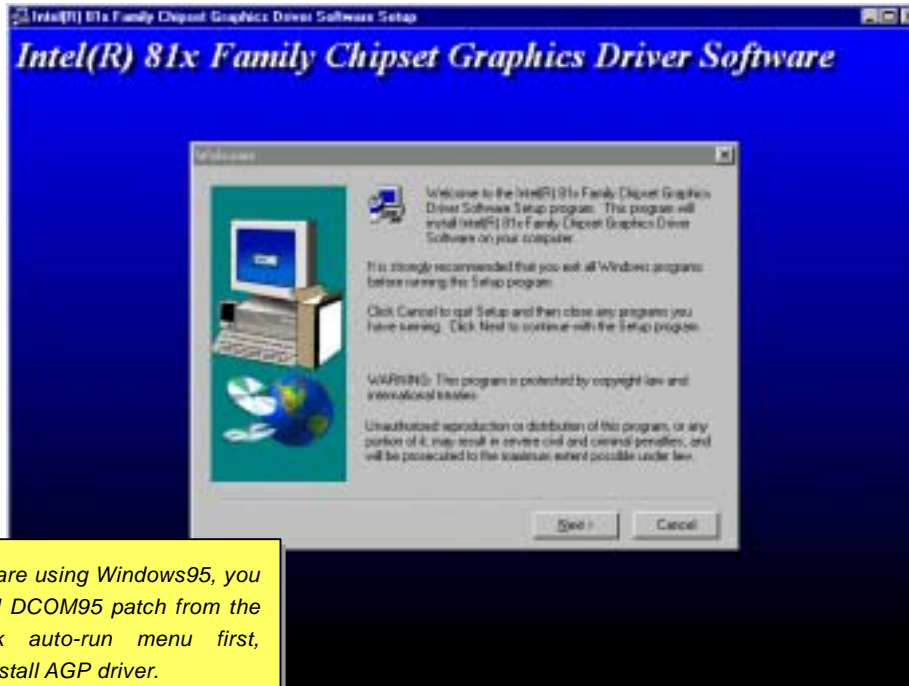 Intel(R) 81x Family Chipset Graphics Driver Software Setup
Intel(R) 81x Family Chipset Graphics Driver Software
Welcome
Welcome to the Intel(R) 81x Family Chipset Graphics
Driver Software Setup program. This program will
install Intel(R) 81x Family Chipset Graphics Driver
Software on your computer.
It is strongly recommended that you exit all Windows programs
before running this Setup program.
Click Cancel to quit Setup and then close any programs you
have running. Click Next to continue with the Setup program.
WARNING: This program is protected by copyright law and
international treaties.
Unauthorized reproduction or distribution of this program, or any
portion of it, may result in severe civil and criminal penalties, and
will be prosecuted to the maximum extent possible under law.
Next >
Cancel
are using Windows95, you
DCOM95 patch from the
auto-run menu first,
AGP driver.